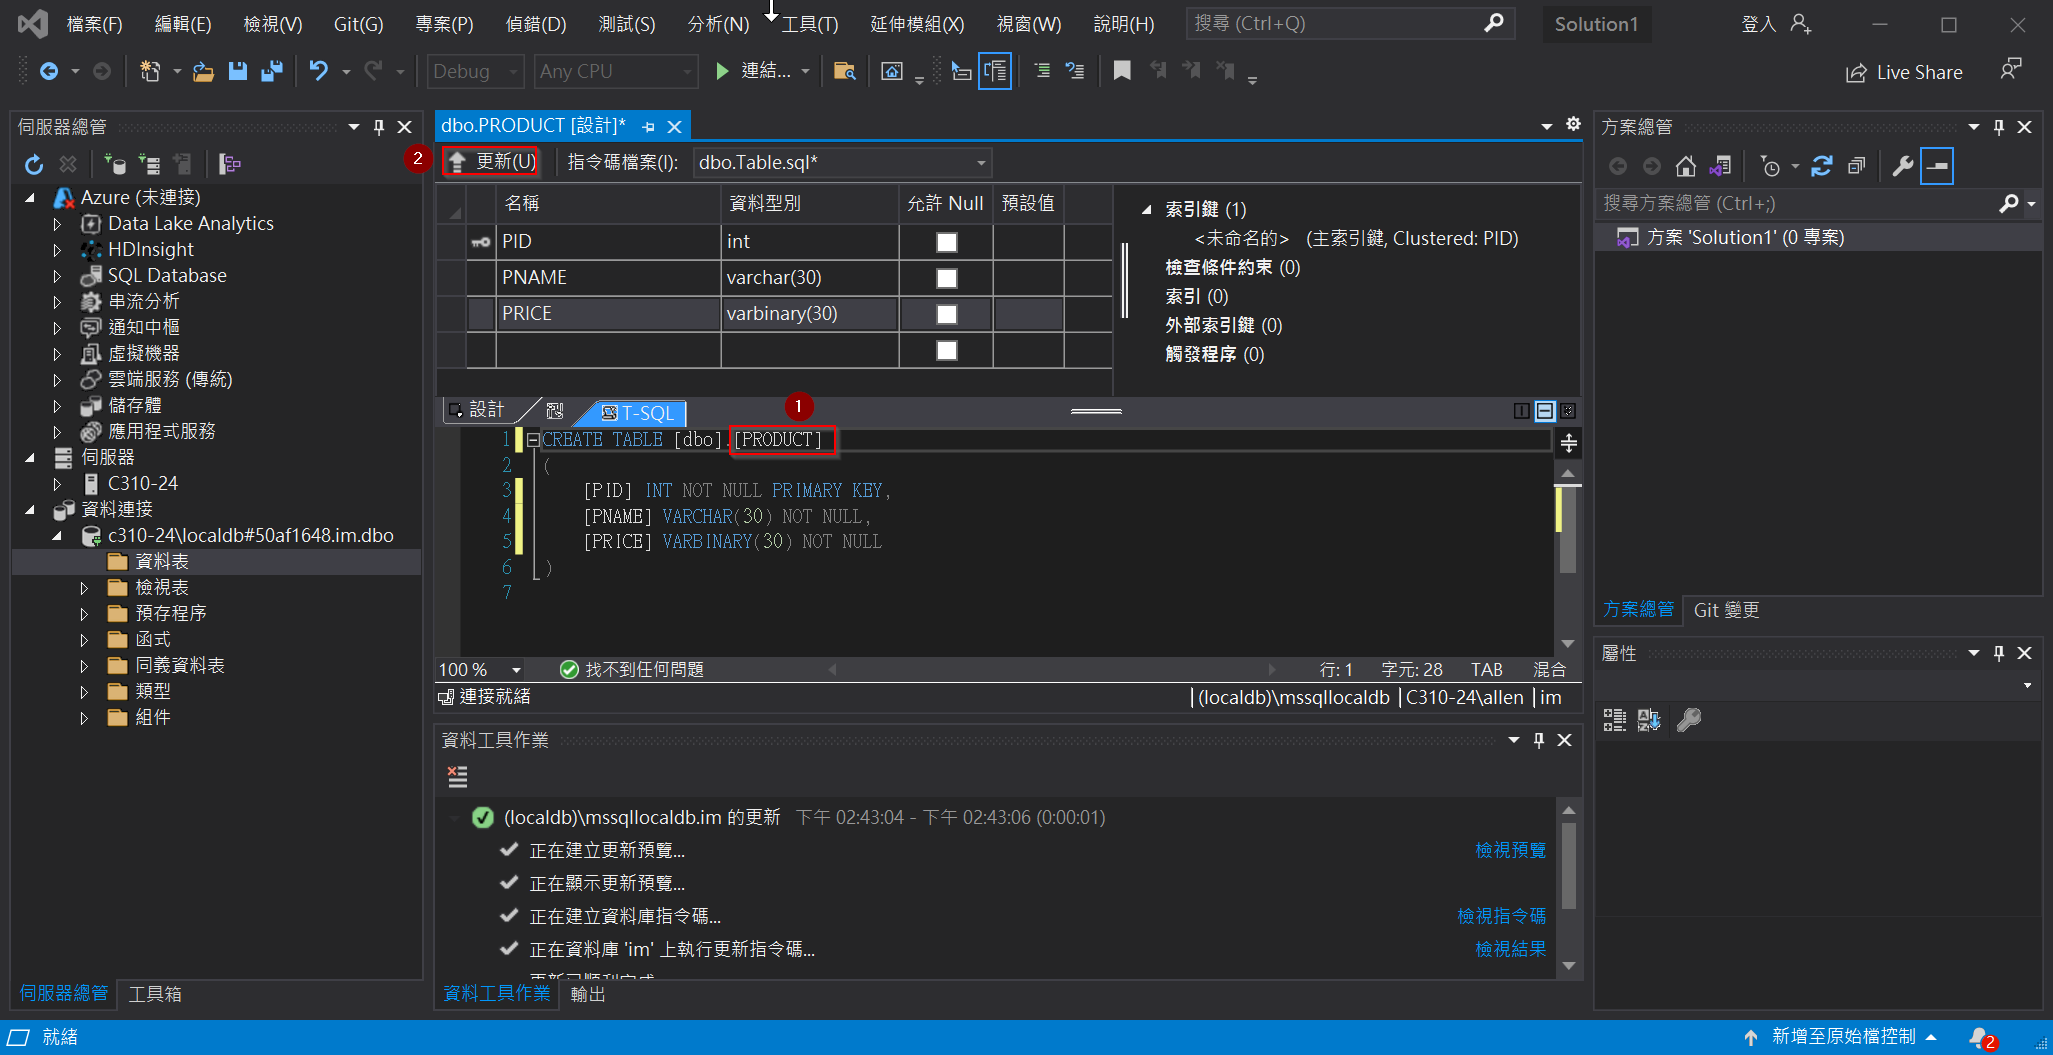 檔案(F) 編輯(E) 檢視(V) Git(G) 專案(P) 偵錯(D) 測試(S) 分析(N) 工具(T) 延伸模組(X) 視窗(W) 說明(H) 搜尋 (Ctrl+Q) Solution1 登入
Debug Any CPU 連結... Live Share
伺服器總管
Azure (未連接)
Data Lake Analytics
HDInsight
SQL Database
串流分析
通知中樞
虛擬機器
雲端服務 (傳統)
儲存體
應用程式服務
伺服器
C310-24
資料連接
c310-24\localdb#50af1648.im.dbo
資料表
檢視表
預存程序
函式
同義資料表
類型
組件
伺服器總管 工具箱
dbo.PRODUCT [設計]*
2 更新(U) 指令碼檔案(I): dbo.Table.sql*
名稱 資料型別 允許 Null 預設值
PID int
PNAME varchar(30)
PRICE varbinary(30)
索引鍵 (1)
<未命名的> (主索引鍵, Clustered: PID)
檢查條件約束 (0)
索引 (0)
外部索引鍵 (0)
觸發程序 (0)
設計 T-SQL 1
1 CREATE TABLE [dbo].[PRODUCT]
2 (
3 [PID] INT NOT NULL PRIMARY KEY,
4 [PNAME] VARCHAR(30) NOT NULL,
5 [PRICE] VARBINARY(30) NOT NULL
6 )
7
100 % 找不到任何問題 行: 1 字元: 28 TAB 混合
連接就緒 (localdb)\mssqllocaldb C310-24\allen im
資料工具作業
(localdb)\mssqllocaldb.im 的更新 下午 02:43:04 - 下午 02:43:06 (0:00:01)
正在建立更新預覽... 檢視預覽
正在顯示更新預覽...
正在建立資料庫指令碼... 檢視指令碼
正在資料庫 'im' 上執行更新指令碼... 檢視結果
資料工具作業 輸出
方案總管
搜尋方案總管 (Ctrl+;)
方案 'Solution1' (0 專案)
方案總管 Git 變更
屬性
就緒 新增至原始檔控制 2